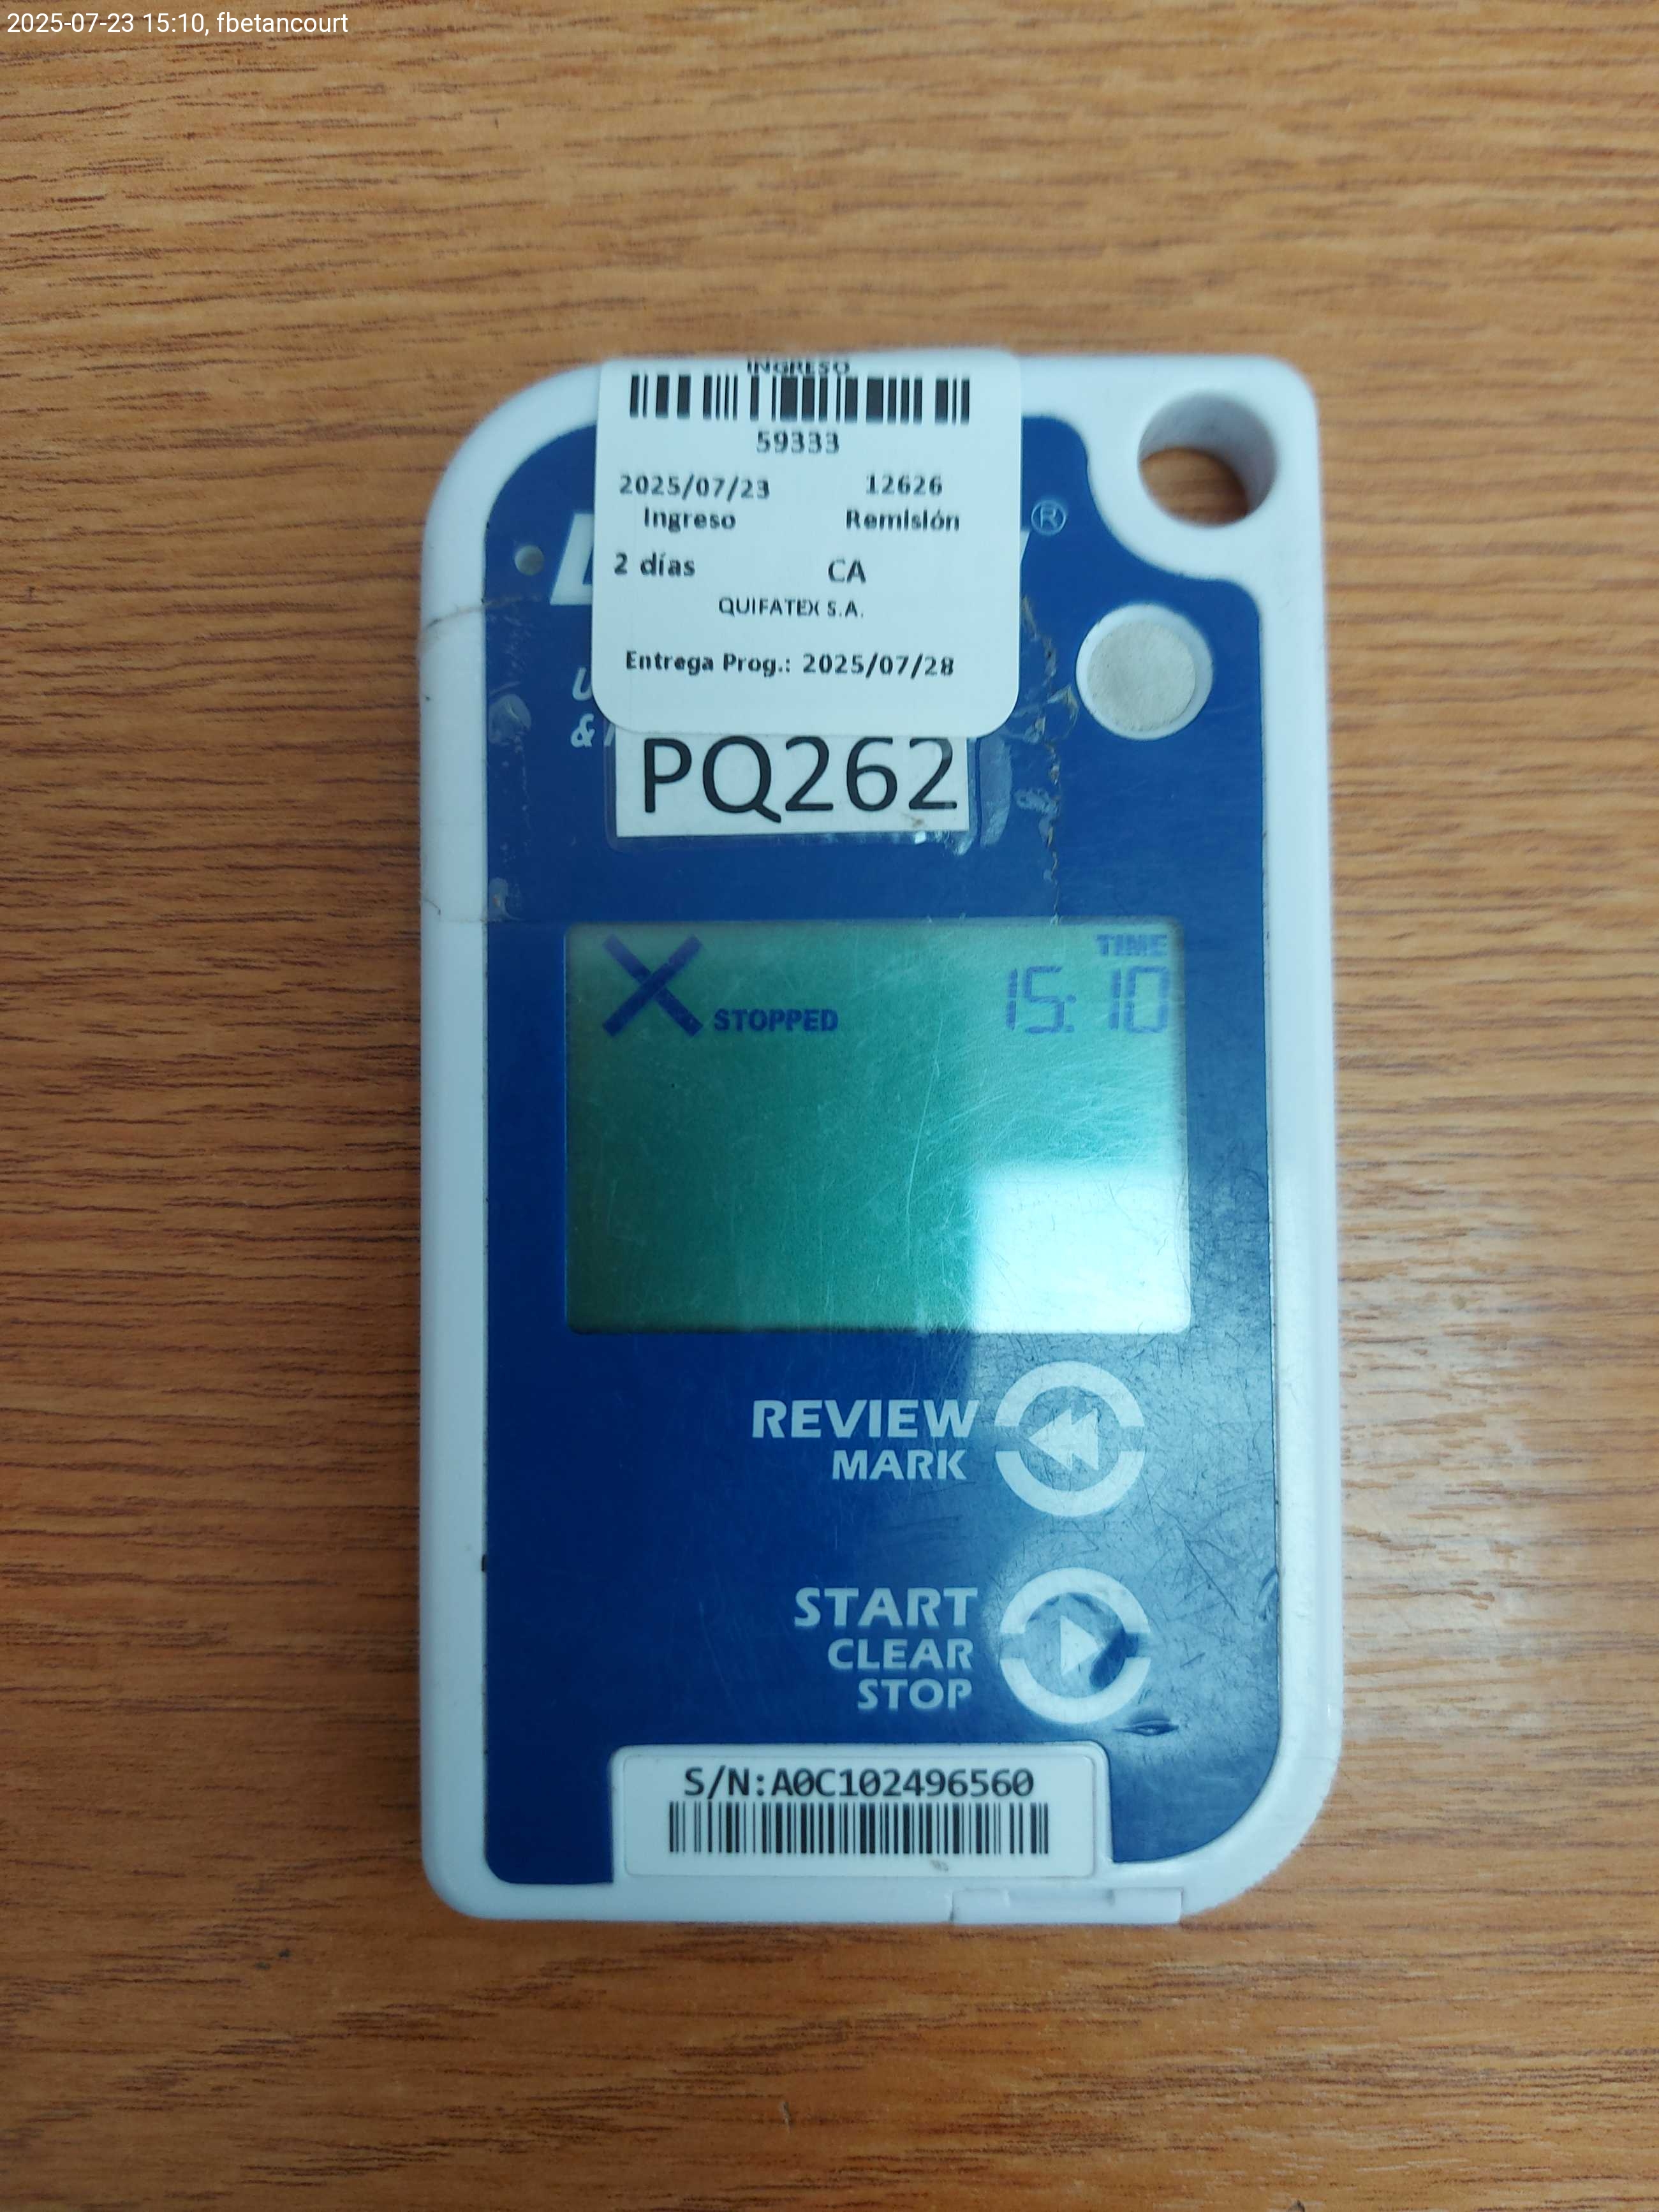 2025-07-23 15:10, fbetancourt
INGRESO
59333
2025/07/23 12626
Ingreso Remisión
2 días CA
QUIFATEX S.A.
Entrega Prog.: 2025/07/28
®
&
PQ262
TIME
STOPPED 15:10
REVIEW
MARK
START
CLEAR
STOP
S/N:A0C102496560